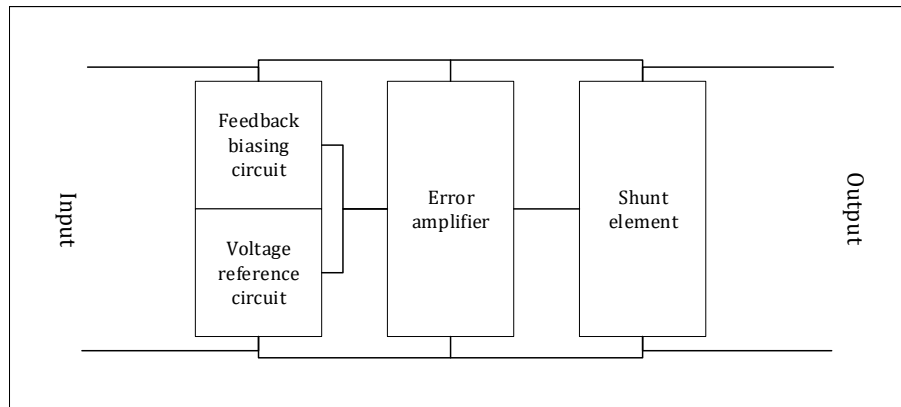 Input
Feedback
biasing
circuit
Voltage
reference
circuit
Error
amplifier
Shunt
element
Output